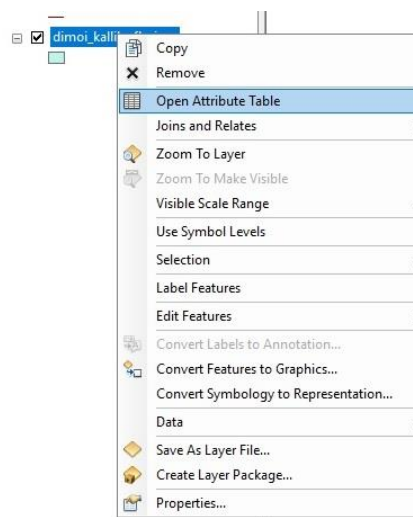 dimoi_kalli
Copy
Remove
Open Attribute Table
Joins and Relates
Zoom To Layer
Zoom To Make Visible
Visible Scale Range
Use Symbol Levels
Selection
Label Features
Edit Features
Convert Labels to Annotation...
Convert Features to Graphics...
Convert Symbology to Representation...
Data
Save As Layer File...
Create Layer Package...
Properties...